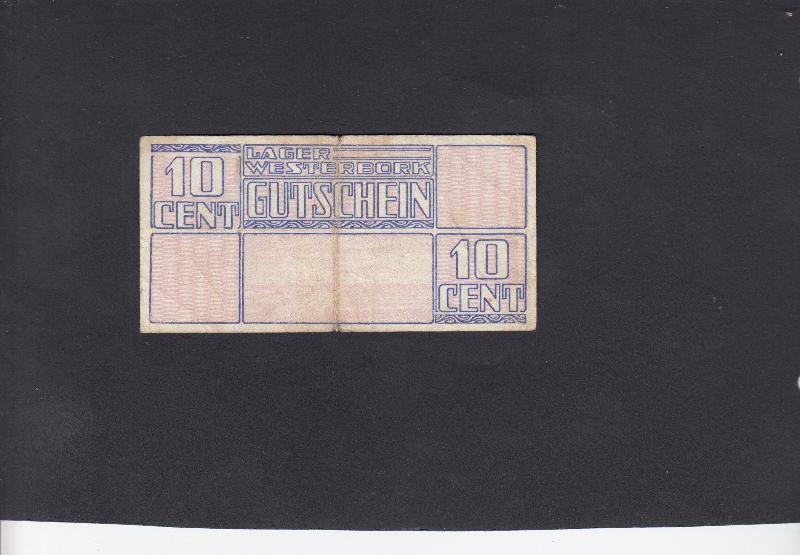 10
CENT
LAGER
WESTERBORK
GUTSCHEIN
10
CENT